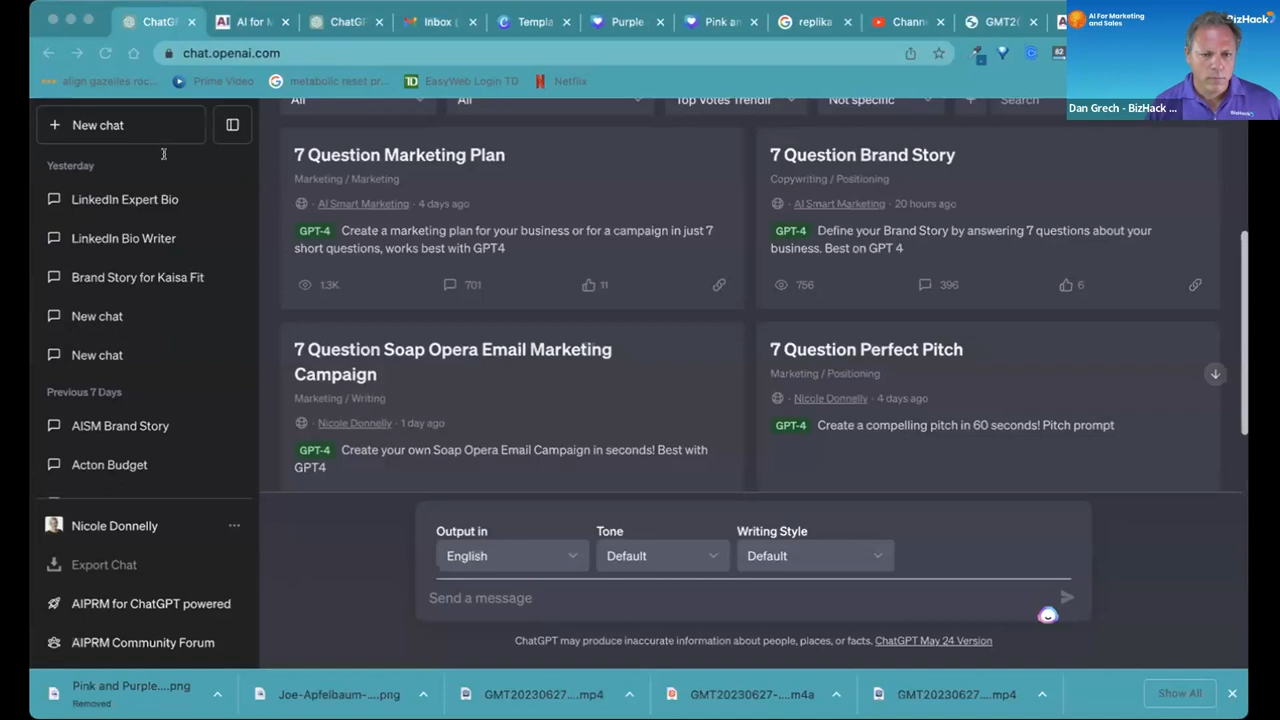 ChatGF
AI for M
ChatGF
Inbox (
Templa
Purple
Pink an
replika
Chann
GMT20
chat.openai.com
82
align gazelles roc...
Prime Video
metabolic reset pr...
TD
EasyWeb Login TD
Netflix
AI For Marketing
and Sales
BizHack
Dan Grech - BizHack ...
New chat
Yesterday
LinkedIn Expert Bio
LinkedIn Bio Writer
Brand Story for Kaisa Fit
New chat
New chat
Previous 7 Days
AISM Brand Story
Acton Budget
Nicole Donnelly
Export Chat
AIPRM for ChatGPT powered
AIPRM Community Forum
All
All
Top Votes Trendir
Not specific
Search
7 Question Marketing Plan
Marketing / Marketing
AI Smart Marketing · 4 days ago
GPT-4 Create a marketing plan for your business or for a campaign in just 7
short questions, works best with GPT4
1.3K
701
11
7 Question Brand Story
Copywriting / Positioning
AI Smart Marketing · 20 hours ago
GPT-4 Define your Brand Story by answering 7 questions about your
business. Best on GPT 4
756
396
6
7 Question Soap Opera Email Marketing
Campaign
Marketing / Writing
Nicole Donnelly · 1 day ago
GPT-4 Create your own Soap Opera Email Campaign in seconds! Best with
GPT4
7 Question Perfect Pitch
Marketing / Positioning
Nicole Donnelly · 4 days ago
GPT-4 Create a compelling pitch in 60 seconds! Pitch prompt
Output in
Tone
Writing Style
English
Default
Default
Send a message
ChatGPT may produce inaccurate information about people, places, or facts. ChatGPT May 24 Version
Pink and Purple....png
Removed
Joe-Apfelbaum-....png
GMT20230627....mp4
GMT20230627-....m4a
GMT20230627....mp4
Show All